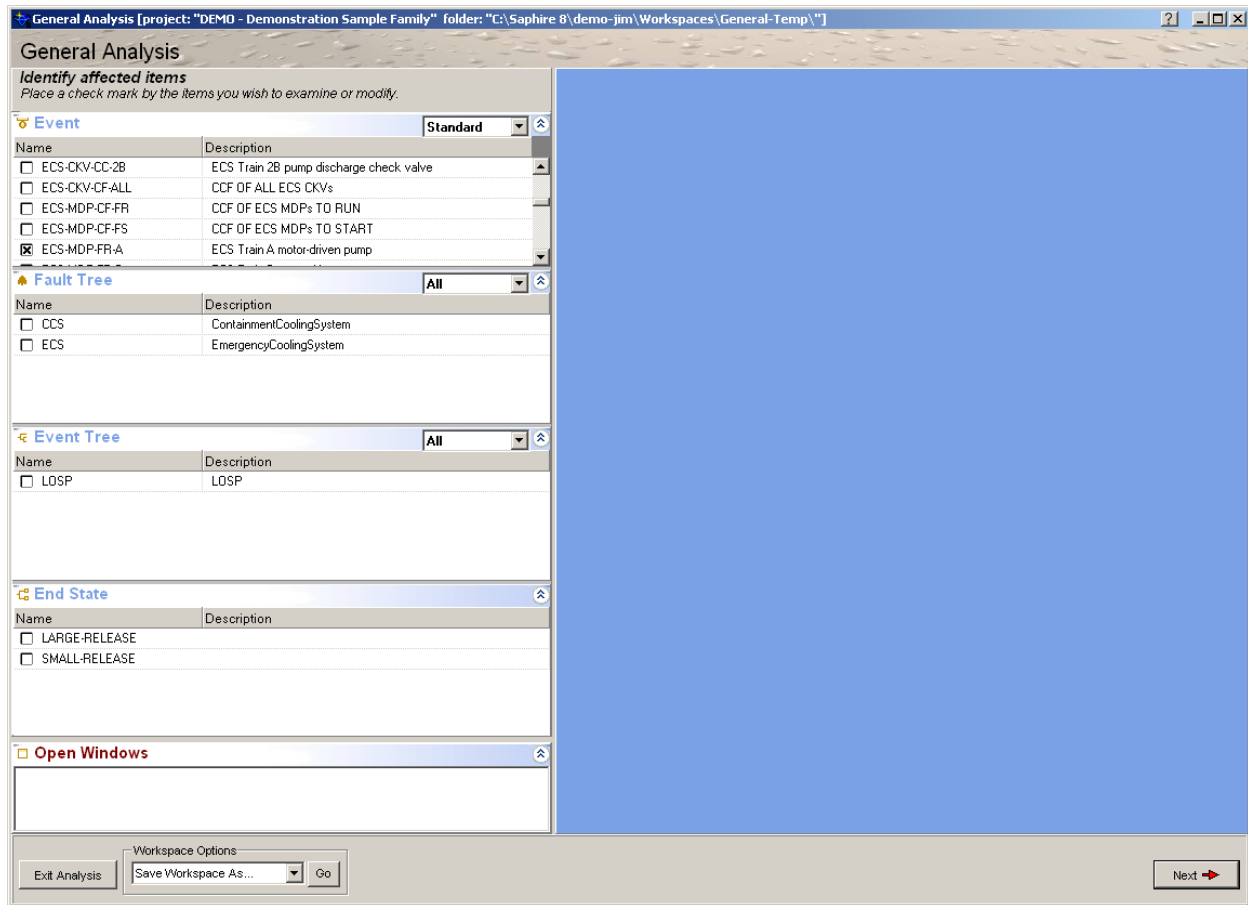 General Analysis [project: "DEMO - Demonstration Sample Family" folder: "C:\Saphire 8\demo-jim\Workspaces\General-Temp\"]
General Analysis
Identify affected items
Place a check mark by the items you wish to examine or modify.
Event Standard
Name Description
ECS-CKV-CC-2B ECS Train 2B pump discharge check valve
ECS-CKV-CF-ALL CCF OF ALL ECS CKVs
ECS-MDP-CF-FR CCF OF ECS MDPs TO RUN
ECS-MDP-CF-FS CCF OF ECS MDPs TO START
ECS-MDP-FR-A ECS Train A motor-driven pump
Fault Tree All
Name Description
CCS ContainmentCoolingSystem
ECS EmergencyCoolingSystem
Event Tree All
Name Description
LOSP LOSP
End State
Name Description
LARGE-RELEASE
SMALL-RELEASE
Open Windows
Workspace Options
Exit Analysis Save Workspace As... Go Next